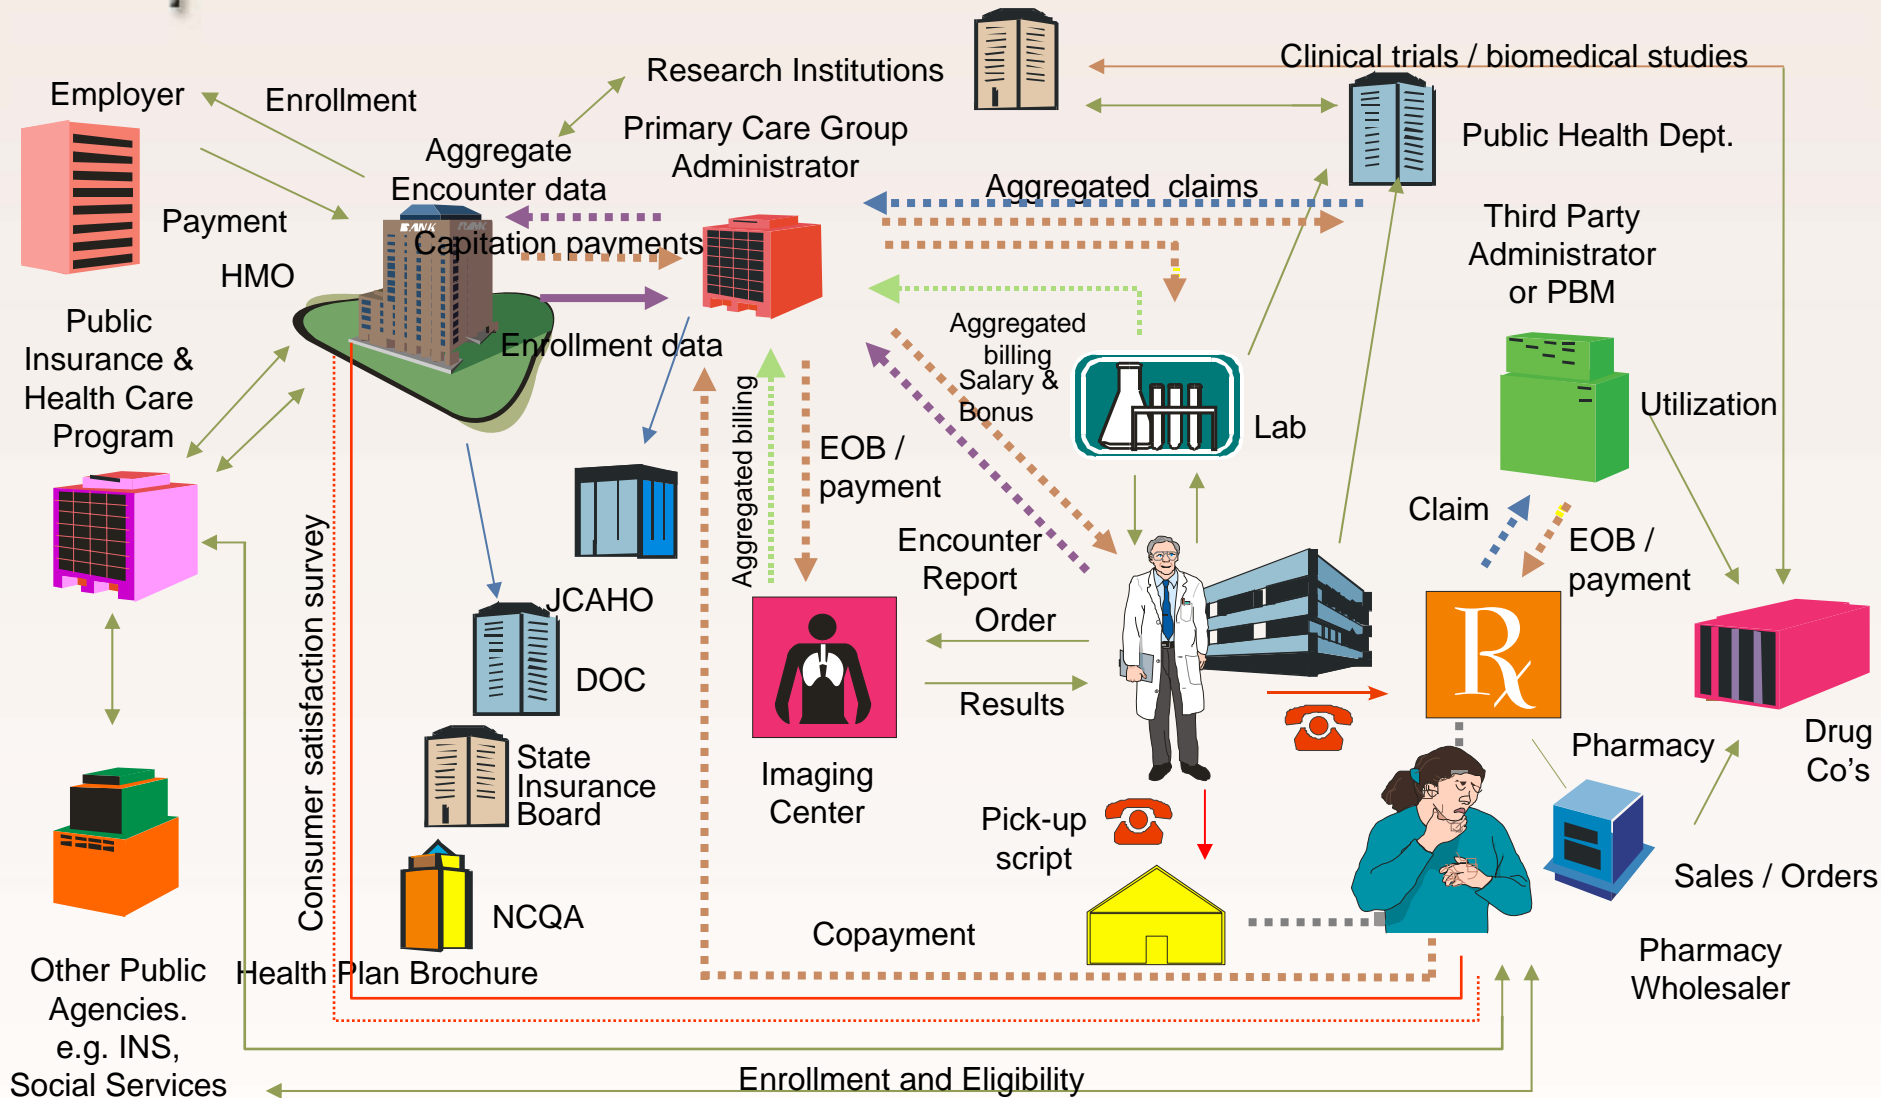 Clinical trials / biomedical studies
Research Institutions
Employer
Enrollment
Primary Care Group
Administrator
Public Health Dept.
Aggregate
Encounter data
Aggregated claims
Payment
BANK
BANK
Capitation payments
HMO
Third Party
Administrator
or PBM
Public
Insurance &
Health Care
Program
Enrollment data
Aggregated
billing
Salary &
Bonus
Lab
Utilization
Aggregated billing
EOB /
payment
Claim
EOB /
payment
Encounter
Report
Order
Results
JCAHO
DOC
Consumer satisfaction survey
Rx
State
Insurance
Board
Imaging
Center
Pharmacy
Drug
Co's
Pick-up
script
Sales / Orders
NCQA
Copayment
Pharmacy
Wholesaler
Health Plan Brochure
Other Public
Agencies.
e.g. INS,
Social Services
Enrollment and Eligibility